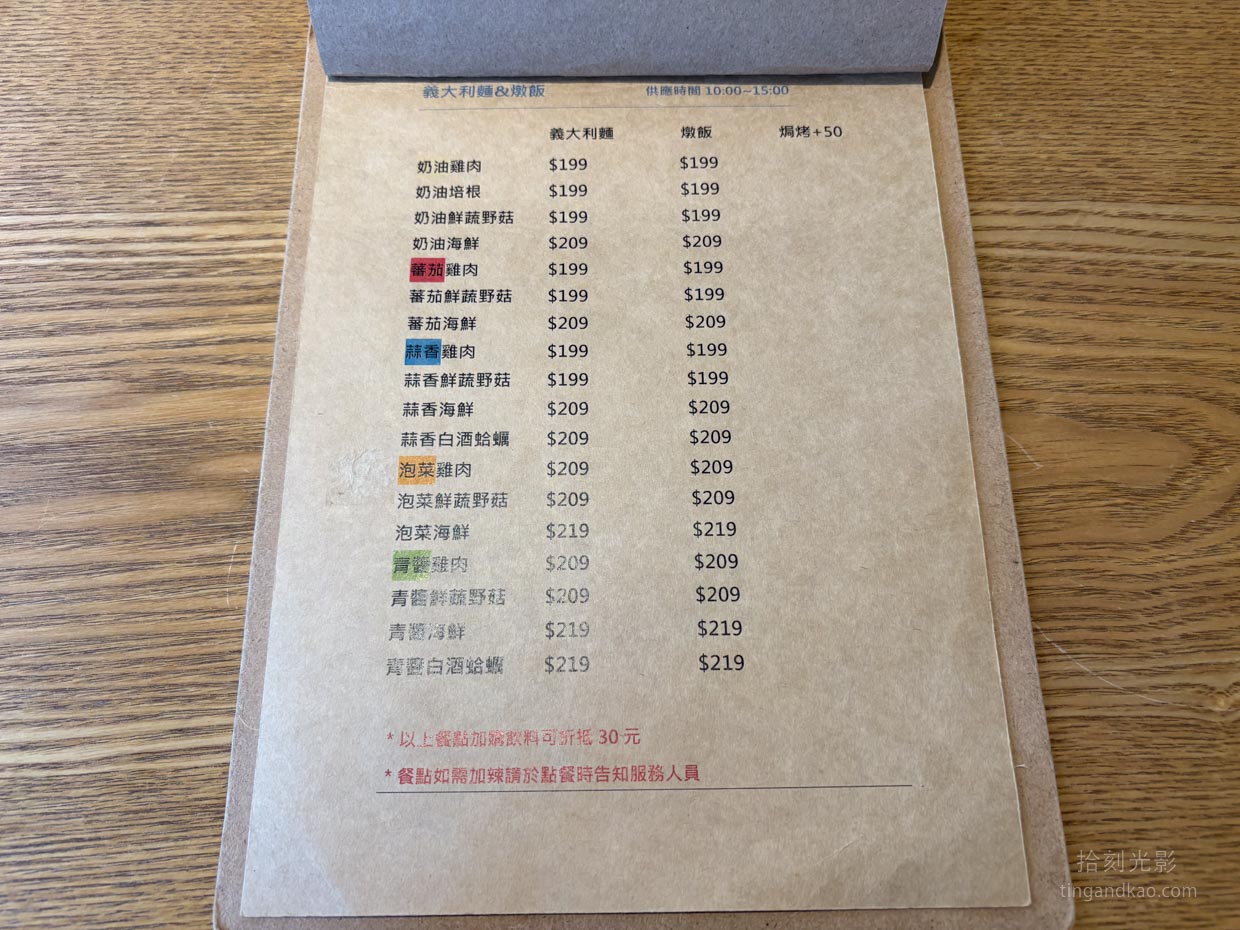 義大利麵&燉飯 供應時間 10:00~15:00
義大利麵 燉飯 焗烤+50
奶油雞肉 $199 $199
奶油培根 $199 $199
奶油鮮蔬野菇 $199 $199
奶油海鮮 $209 $209
蕃茄雞肉 $199 $199
蕃茄鮮蔬野菇 $199 $199
蕃茄海鮮 $209 $209
蒜香雞肉 $199 $199
蒜香鮮蔬野菇 $199 $199
蒜香海鮮 $209 $209
蒜香白酒蛤蠣 $209 $209
泡菜雞肉 $209 $209
泡菜鮮蔬野菇 $209 $209
泡菜海鮮 $219 $219
青醬雞肉 $209 $209
青醬鮮蔬野菇 $209 $209
青醬海鮮 $219 $219
青醬白酒蛤蠣 $219 $219
* 以上餐點加購飲料可折抵 30 元
* 餐點如需加辣請於點餐時告知服務人員
拾刻光影
tingandkao.com